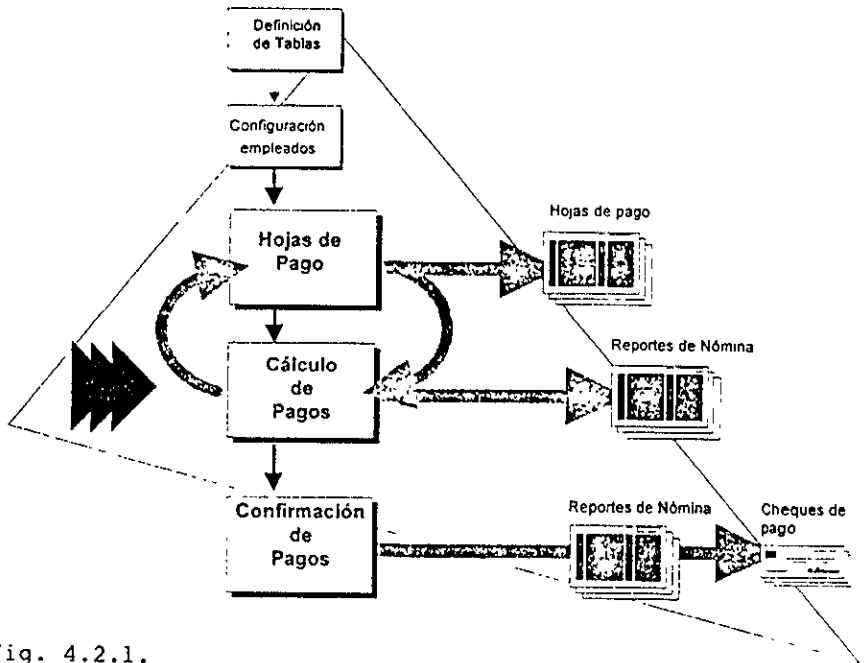 Definición
de Tablas
Configuración
empleados
Hojas de
Pago
Hojas de pago
Cálculo
de
Pagos
Reportes de Nómina
Confirmación
de
Pagos
Reportes de Nómina
Cheques de
pago
ig. 4.2.1.